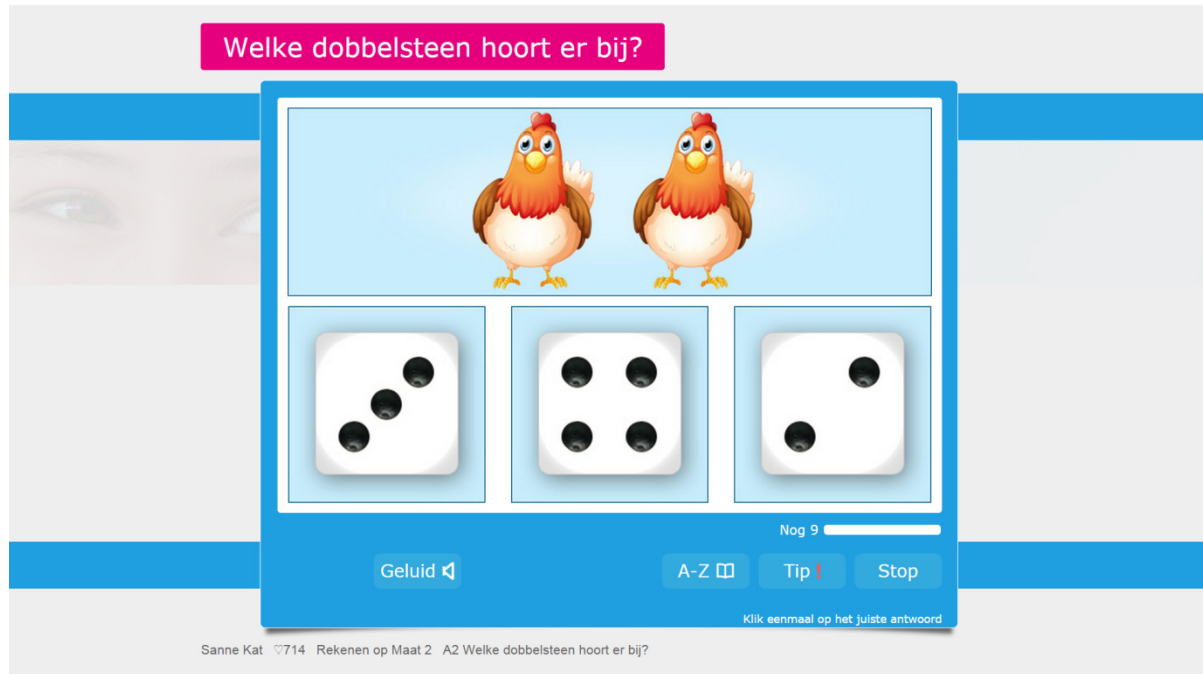 Welke dobbelsteen hoort er bij?
Nog 9
Geluid
A-Z
Tip !
Stop
Klik eenmaal op het juiste antwoord
Sanne Kat ♡714 Rekenen op Maat 2 A2 Welke dobbelsteen hoort er bij?